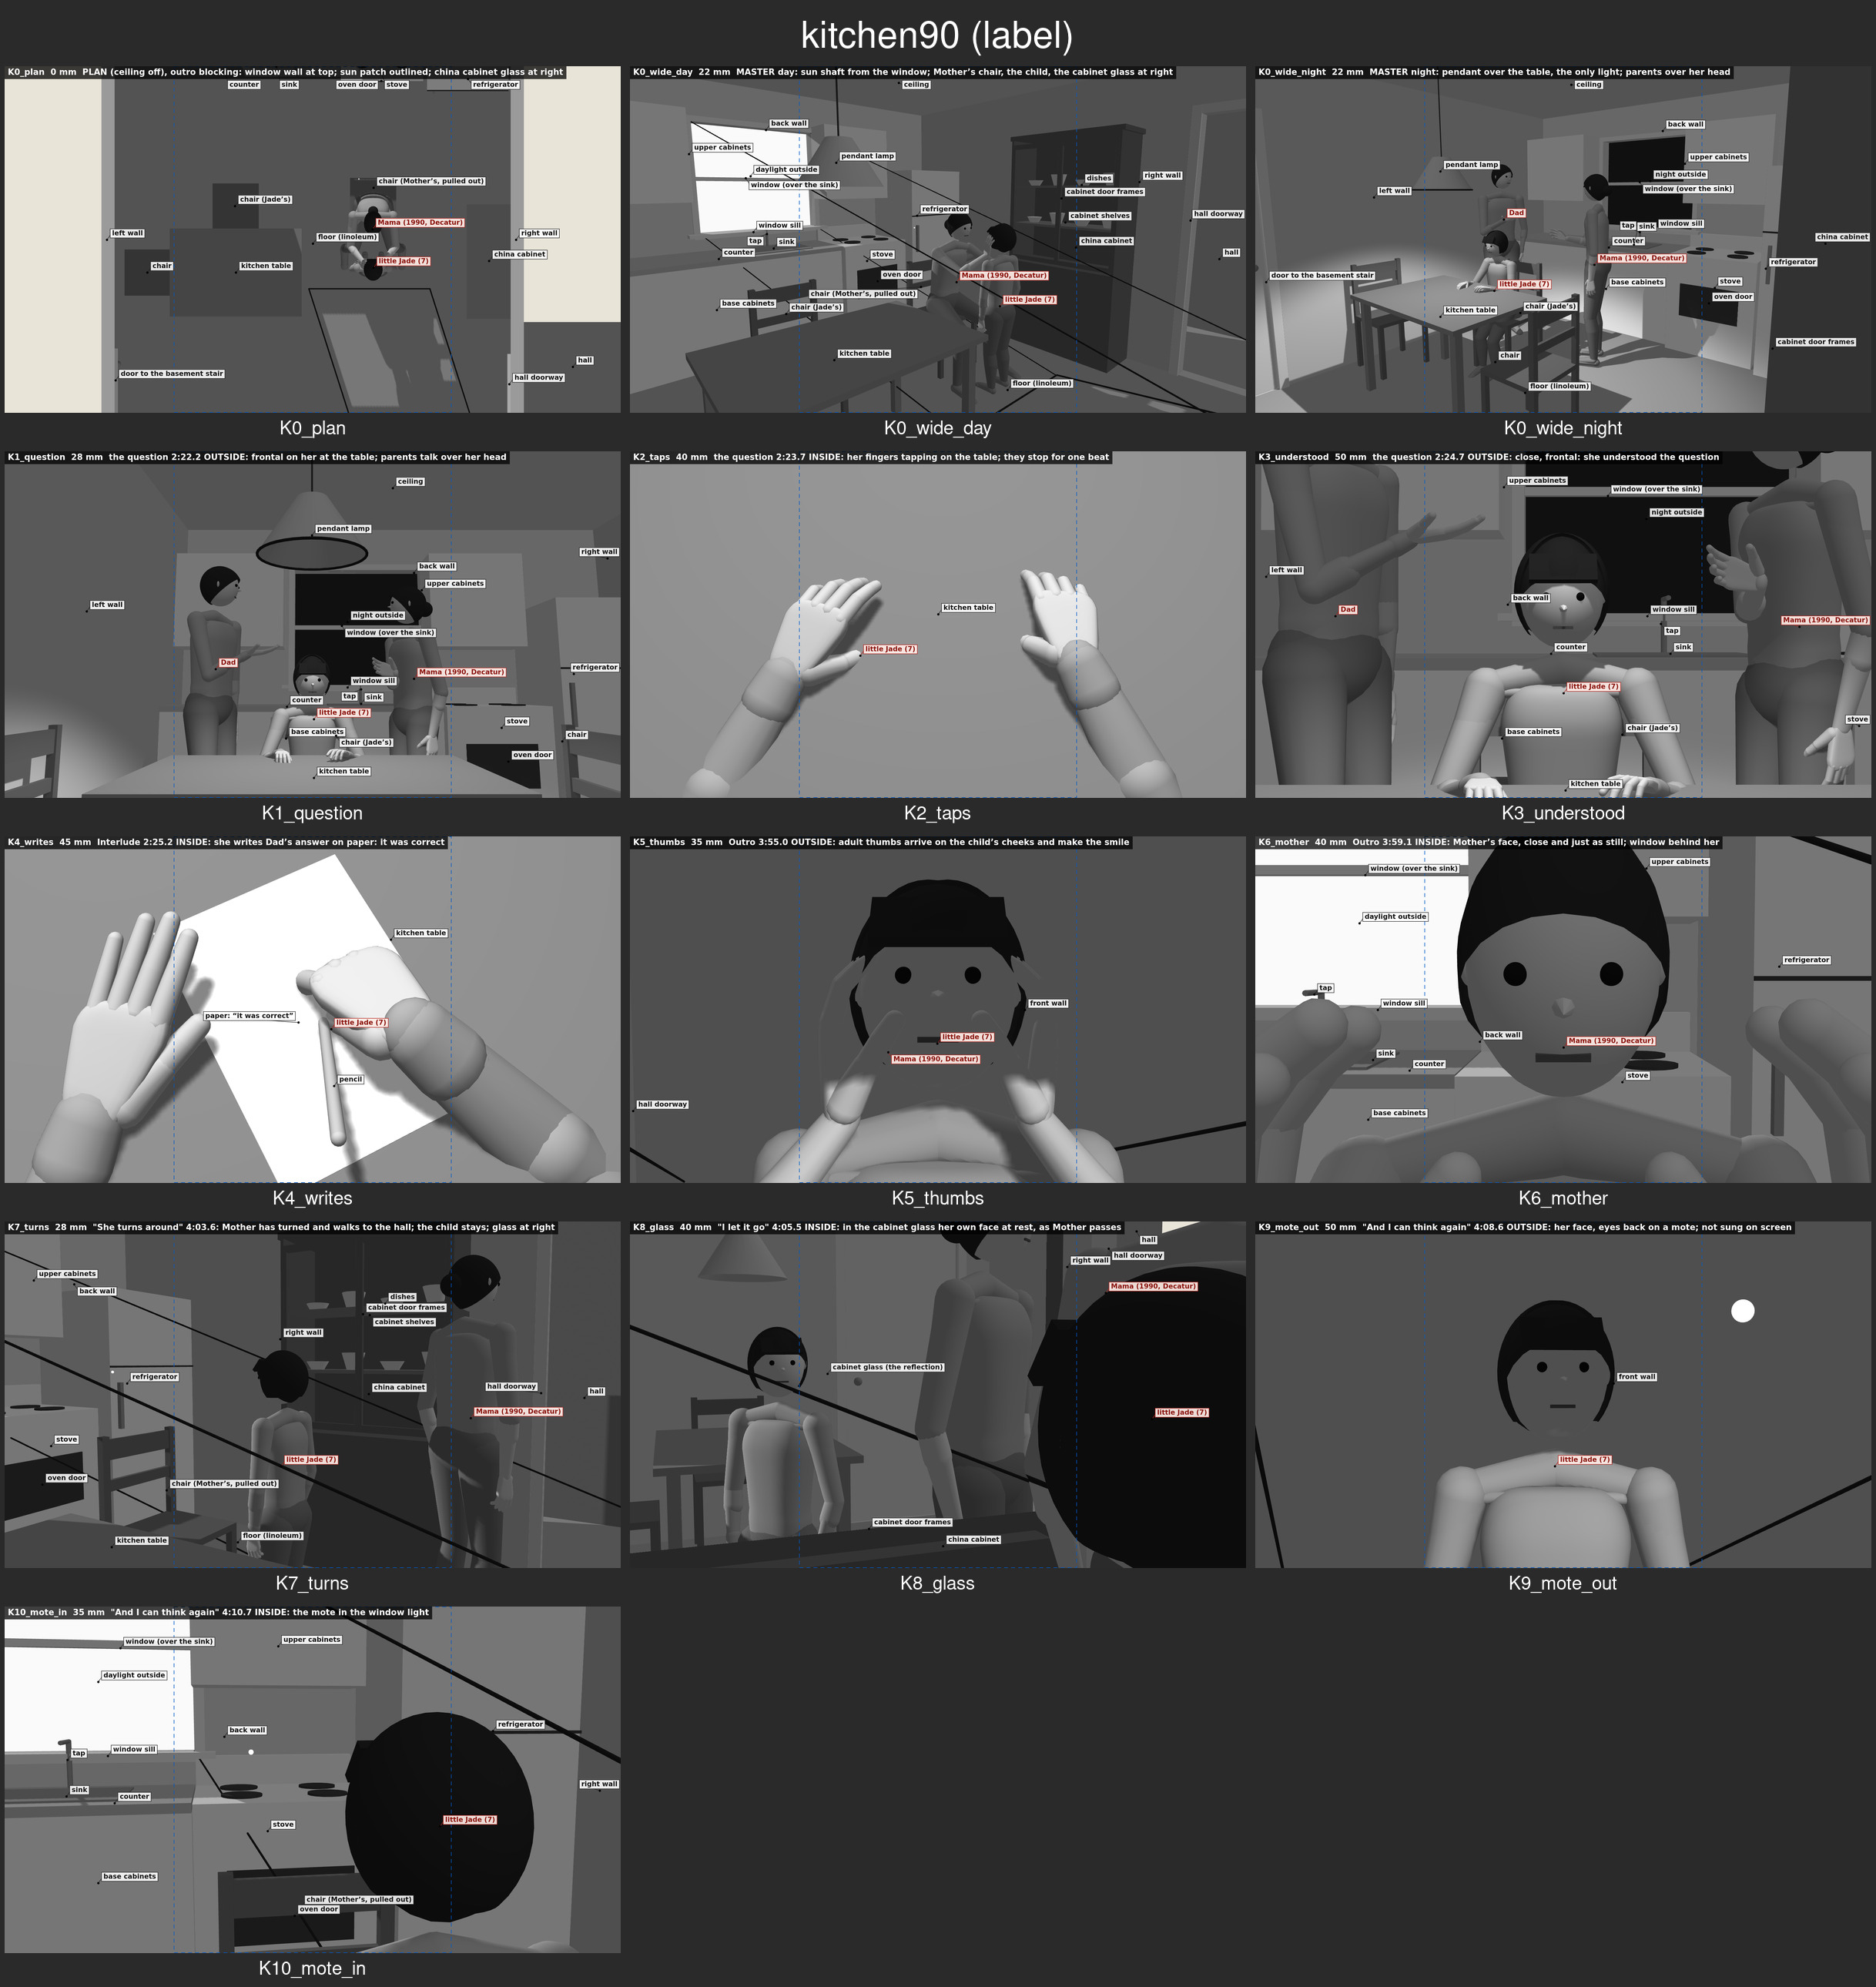 kitchen90 (label)
K0_plan  0 mm  PLAN (ceiling off), outro blocking: window wall at top; sun patch outlined; china cabinet glass at right
counter
sink
oven door
stove
refrigerator
chair (Mother's, pulled out)
chair (Jade's)
Mama (1990, Decatur)
left wall
floor (linoleum)
right wall
china cabinet
chair
kitchen table
little Jade (7)
hall
door to the basement stair
hall doorway
K0_plan
K0_wide_day  22 mm  MASTER day: sun shaft from the window; Mother's chair, the child, the cabinet glass at right
ceiling
back wall
upper cabinets
pendant lamp
daylight outside
window (over the sink)
dishes
right wall
cabinet door frames
refrigerator
cabinet shelves
hall doorway
window sill
tap
sink
china cabinet
counter
stove
hall
oven door
Mama (1990, Decatur)
chair (Mother's, pulled out)
base cabinets
chair (Jade's)
little Jade (7)
kitchen table
floor (linoleum)
K0_wide_day
K0_wide_night  22 mm  MASTER night: pendant over the table, the only light; parents over her head
ceiling
back wall
pendant lamp
upper cabinets
night outside
left wall
window (over the sink)
Dad
tap
sink
window sill
counter
china cabinet
Mama (1990, Decatur)
refrigerator
door to the basement stair
little Jade (7)
base cabinets
stove
oven door
kitchen table
chair (Jade's)
cabinet door frames
chair
floor (linoleum)
K0_wide_night
K1_question  28 mm  the question 2:22.2 OUTSIDE: frontal on her at the table; parents talk over her head
ceiling
pendant lamp
right wall
back wall
upper cabinets
left wall
night outside
window (over the sink)
Dad
refrigerator
Mama (1990, Decatur)
window sill
tap
sink
counter
little Jade (7)
stove
base cabinets
chair (Jade's)
chair
oven door
kitchen table
K1_question
K2_taps  40 mm  the question 2:23.7 INSIDE: her fingers tapping on the table; they stop for one beat
kitchen table
little Jade (7)
K2_taps
K3_understood  50 mm  the question 2:24.7 OUTSIDE: close, frontal: she understood the question
upper cabinets
window (over the sink)
night outside
left wall
back wall
Dad
window sill
Mama (1990, Decatur)
tap
counter
sink
little Jade (7)
stove
base cabinets
chair (Jade's)
kitchen table
K3_understood
K4_writes  45 mm  Interlude 2:25.2 INSIDE: she writes Dad's answer on paper: it was correct
kitchen table
paper: "it was correct"
little Jade (7)
pencil
K4_writes
K5_thumbs  35 mm  Outro 3:55.0 OUTSIDE: adult thumbs arrive on the child's cheeks and make the smile
front wall
little Jade (7)
Mama (1990, Decatur)
hall doorway
K5_thumbs
K6_mother  40 mm  Outro 3:59.1 INSIDE: Mother's face, close and just as still; window behind her
upper cabinets
window (over the sink)
daylight outside
refrigerator
tap
window sill
back wall
Mama (1990, Decatur)
sink
counter
stove
base cabinets
K6_mother
K7_turns  28 mm  "She turns around" 4:03.6: Mother has turned and walks to the hall; the child stays; glass at right
upper cabinets
back wall
dishes
cabinet door frames
cabinet shelves
right wall
refrigerator
china cabinet
hall doorway
hall
Mama (1990, Decatur)
stove
little Jade (7)
oven door
chair (Mother's, pulled out)
kitchen table
floor (linoleum)
K7_turns
K8_glass  40 mm  "I let it go" 4:05.5 INSIDE: in the cabinet glass her own face at rest, as Mother passes
hall
hall doorway
right wall
Mama (1990, Decatur)
cabinet glass (the reflection)
little Jade (7)
cabinet door frames
china cabinet
K8_glass
K9_mote_out  50 mm  "And I can think again" 4:08.6 OUTSIDE: her face, eyes back on a mote; not sung on screen
front wall
little Jade (7)
K9_mote_out
K10_mote_in  35 mm  "And I can think again" 4:10.7 INSIDE: the mote in the window light
window (over the sink)
upper cabinets
daylight outside
refrigerator
back wall
tap
window sill
right wall
sink
counter
little Jade (7)
stove
base cabinets
chair (Mother's, pulled out)
oven door
K10_mote_in